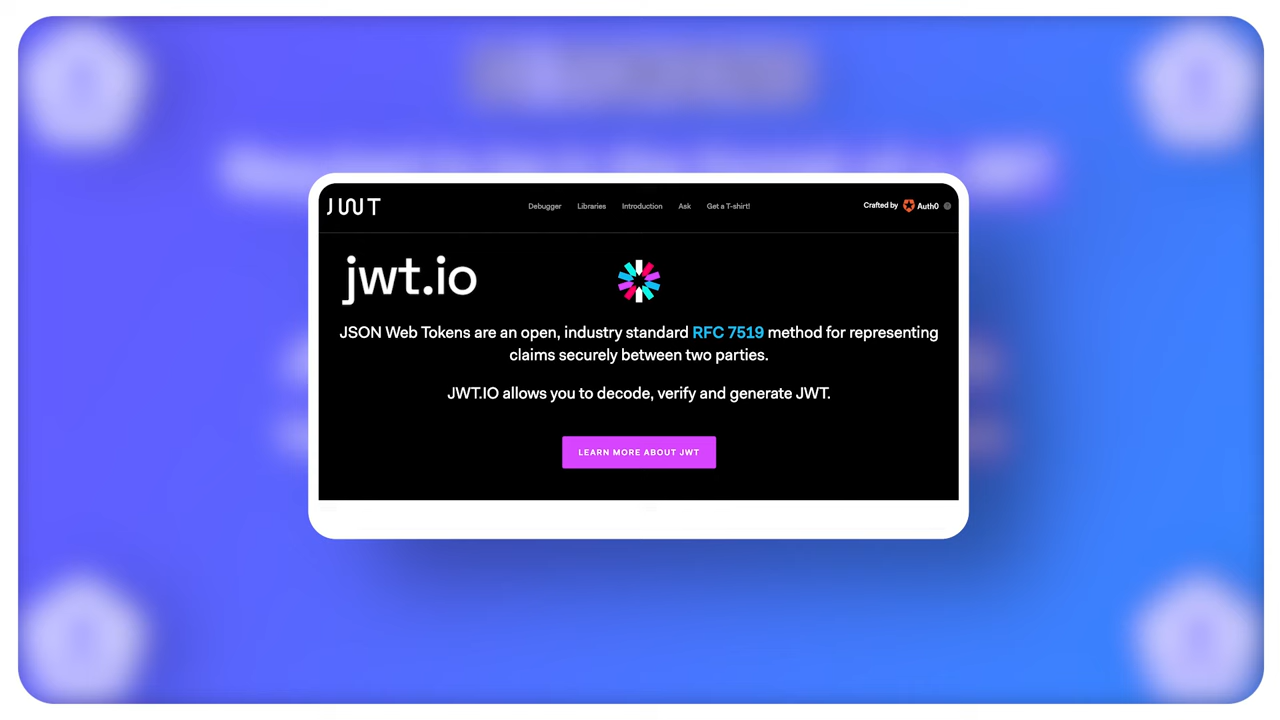 JWT
Debugger Libraries Introduction Ask Get a T-shirt!
Crafted by Auth0
jwt.io
JSON Web Tokens are an open, industry standard RFC 7519 method for representing
claims securely between two parties.
JWT.IO allows you to decode, verify and generate JWT.
LEARN MORE ABOUT JWT